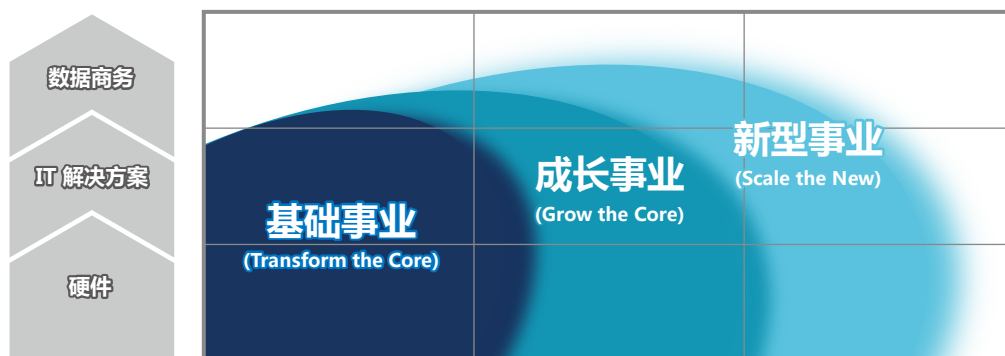 数据商务
IT 解决方案
硬件
基础事业
(Transform the Core)
成长事业
(Grow the Core)
新型事业
(Scale the New)